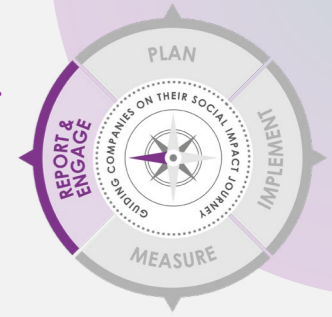 PLAN
IMPLEMENT
MEASURE
REPORT &
ENGAGE
GUIDING COMPANIES ON THEIR SOCIAL IMPACT JOURNEY